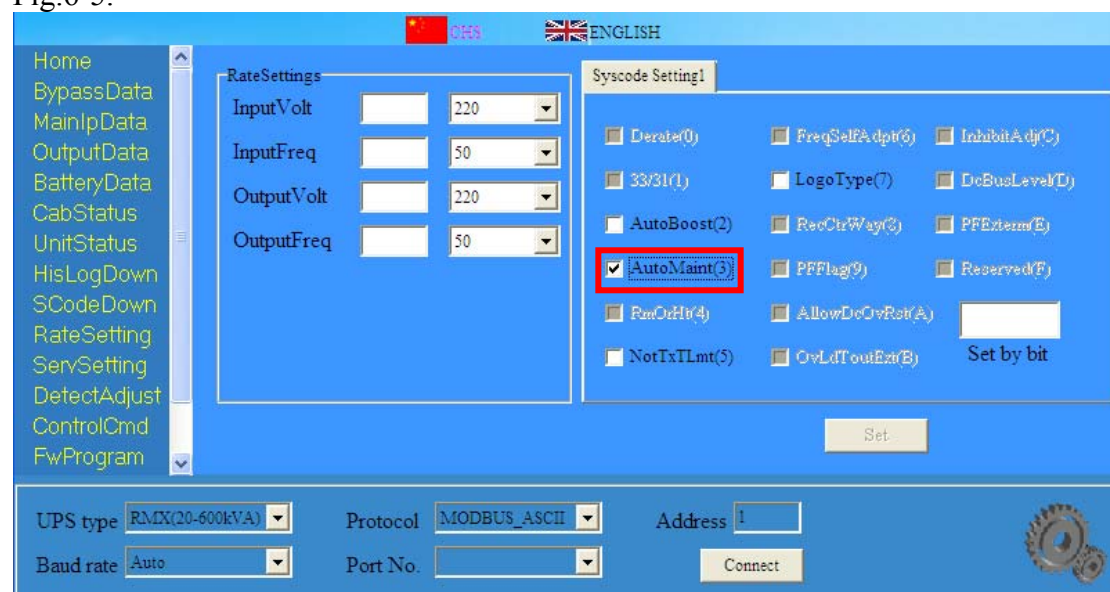 Fig.6-5.
CHS ENGLISH
Home
BypassData
MainIpData
OutputData
BatteryData
CabStatus
UnitStatus
HisLogDown
SCodeDown
RateSetting
ServSetting
DetectAdjust
ControlCmd
FwProgram
RateSettings
InputVolt 220
InputFreq 50
OutputVolt 220
OutputFreq 50
Syscode Setting1
Derate(0) FreqSelfAdpt(6) InhibitAdj(C)
33/31(1) LogoType(7) DcBusLevel(D)
AutoBoost(2) RecCtrWay(8) PFExterm(E)
AutoMaint(3) PFFlag(9) Reserved(F)
RmOrHt(4) AllowDcOvRst(A)
NotTxTLmt(5) OvLdToutExt(B) Set by bit
Set
UPS type RMX(20-600kVA) Protocol MODBUS_ASCII Address 1
Baud rate Auto Port No. Connect